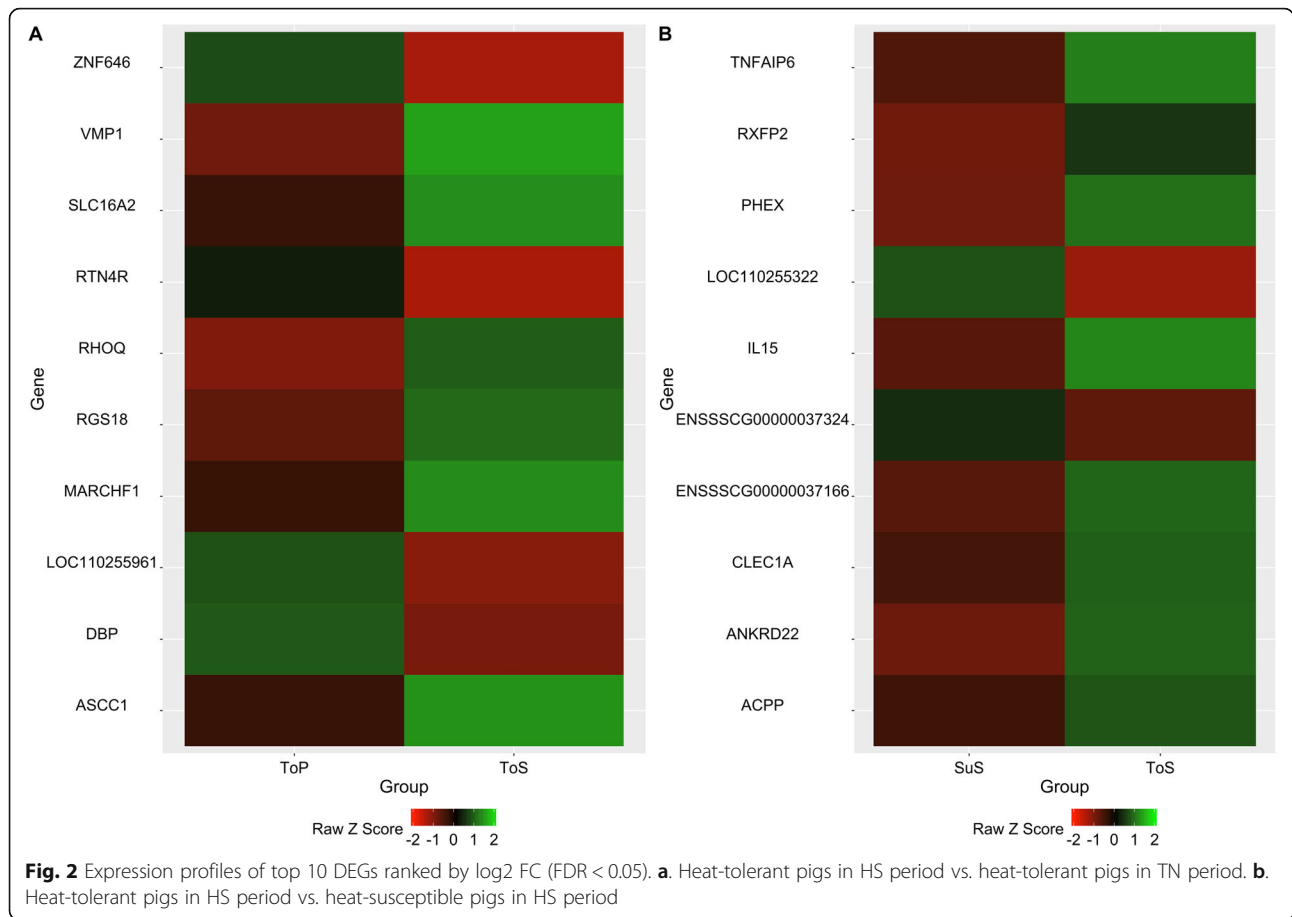 A
ZNF646
VMP1
SLC16A2
RTN4R
RHOQ
RGS18
MARCHF1
LOC110255961
DBP
ASCC1
Gene
ToP ToS
Group
Raw Z Score
-2 -1 0 1 2
B
TNFAIP6
RXFP2
PHEX
LOC110255322
IL15
ENSSSCG00000037324
ENSSSCG00000037166
CLEC1A
ANKRD22
ACPP
Gene
SuS ToS
Group
Raw Z Score
-2 -1 0 1 2
Fig. 2 Expression profiles of top 10 DEGs ranked by log2 FC (FDR < 0.05). a. Heat-tolerant pigs in HS period vs. heat-tolerant pigs in TN period. b.
Heat-tolerant pigs in HS period vs. heat-susceptible pigs in HS period